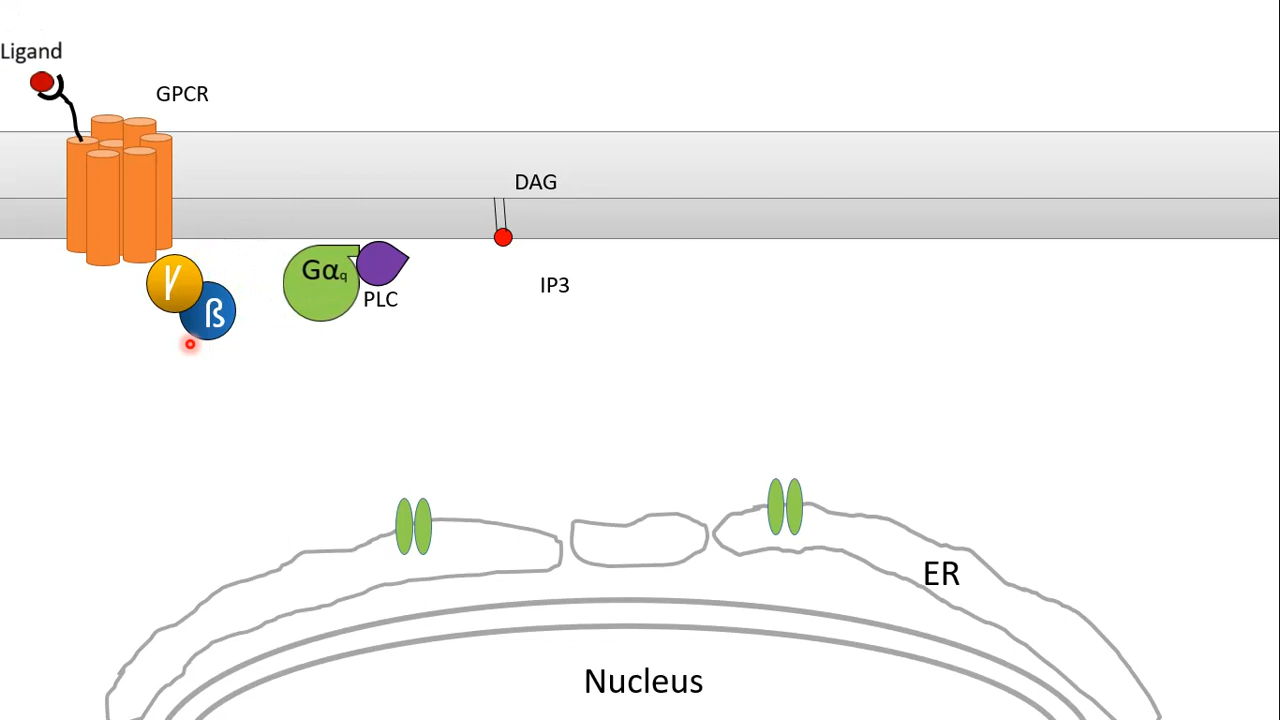 Ligand
GPCR
DAG
Gαq
PLC
IP3
γ
ß
ER
Nucleus